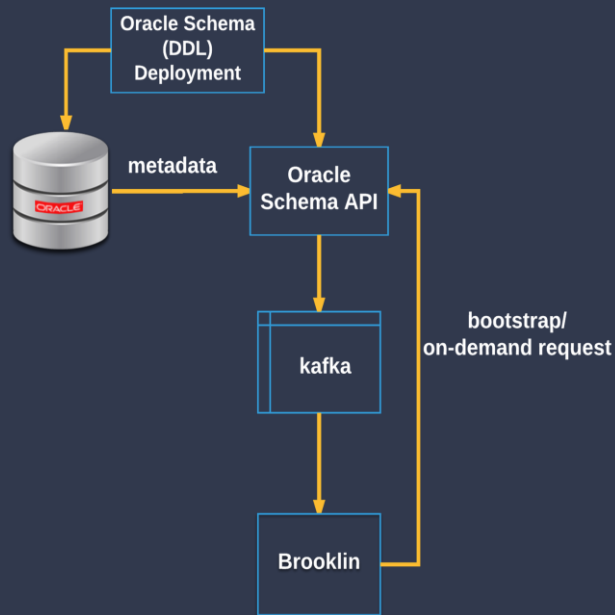 Oracle Schema
(DDL)
Deployment
metadata
ORACLE
Oracle
Schema API
kafka
bootstrap/
on-demand request
Brooklin